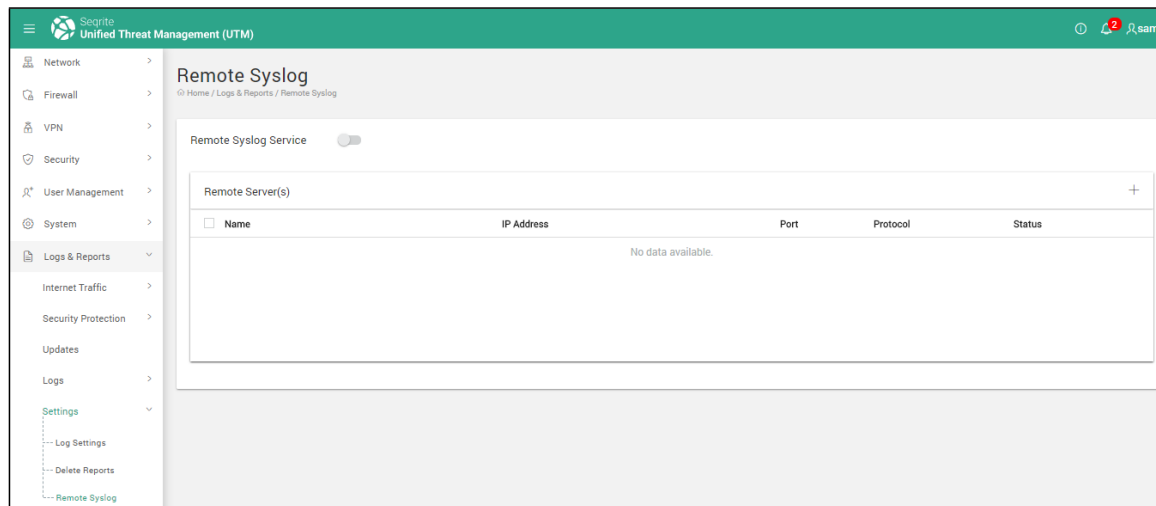 Seqrite
Unified Threat Management (UTM)
2
sam
Network
Firewall
VPN
Security
User Management
System
Logs & Reports
Internet Traffic
Security Protection
Updates
Logs
Settings
Log Settings
Delete Reports
Remote Syslog
Remote Syslog
Home / Logs & Reports / Remote Syslog
Remote Syslog Service
Remote Server(s)
Name IP Address Port Protocol Status
No data available.